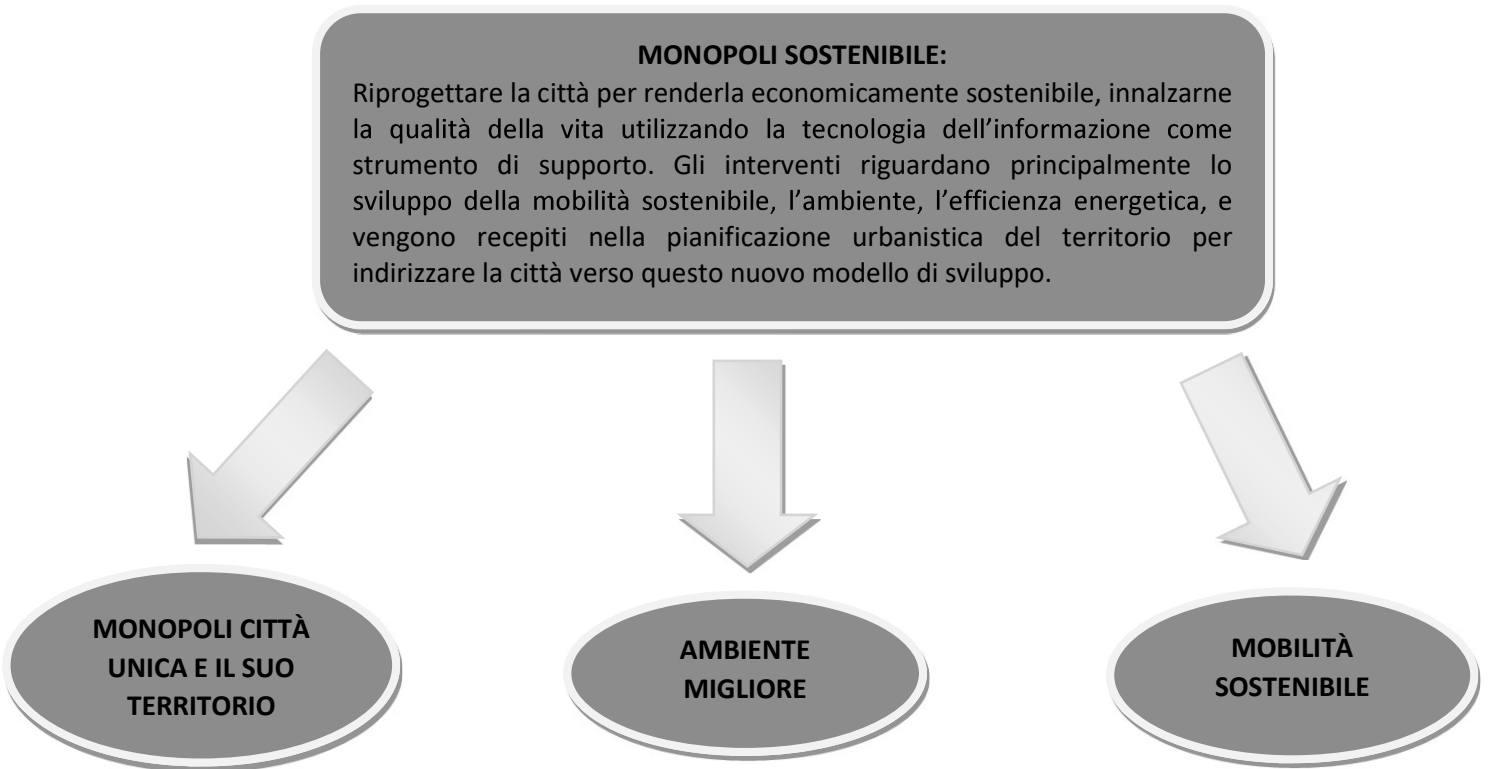 MONOPOLI SOSTENIBILE:
Riprogettare la città per renderla economicamente sostenibile, innalzarne
la qualità della vita utilizzando la tecnologia dell’informazione come
strumento di supporto. Gli interventi riguardano principalmente lo
sviluppo della mobilità sostenibile, l’ambiente, l’efficienza energetica, e
vengono recepiti nella pianificazione urbanistica del territorio per
indirizzare la città verso questo nuovo modello di sviluppo.
MONOPOLI CITTÀ
UNICA E IL SUO
TERRITORIO
AMBIENTE
MIGLIORE
MOBILITÀ
SOSTENIBILE